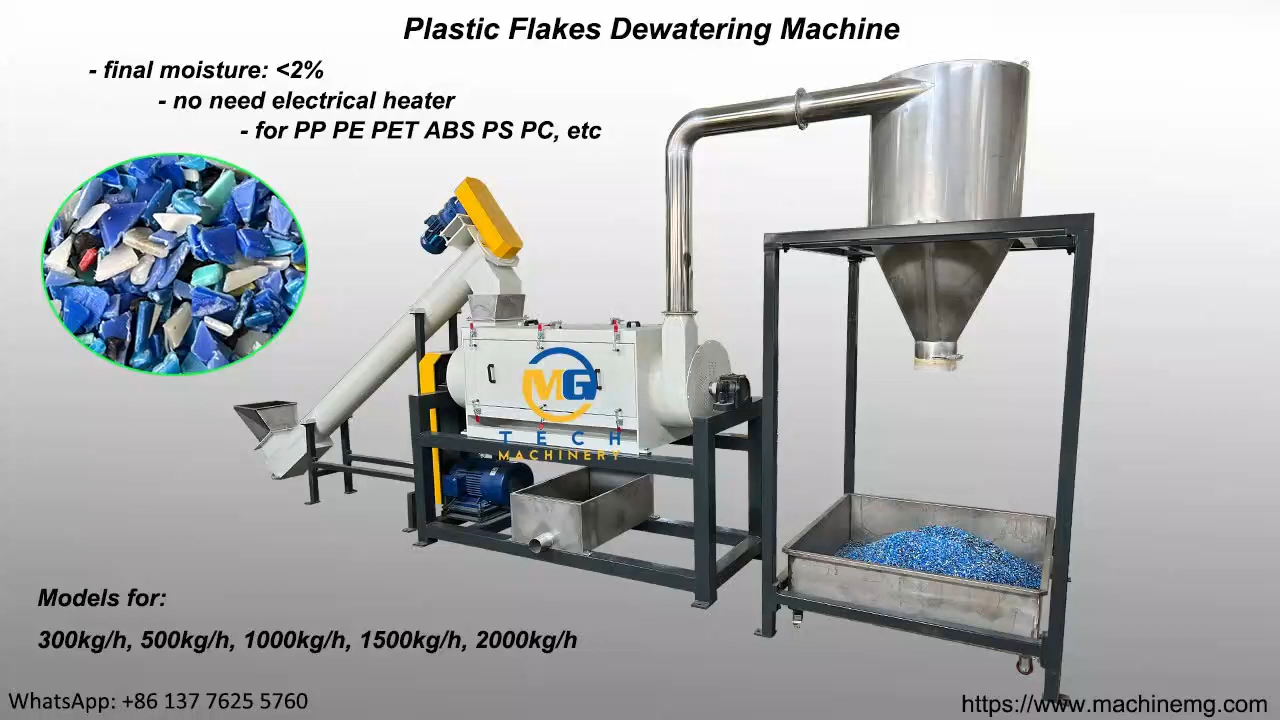 Plastic Flakes Dewatering Machine
- final moisture: <2%
- no need electrical heater
- for PP PE PET ABS PS PC, etc
MG
TECH
MACHINERY
Models for:
300kg/h, 500kg/h, 1000kg/h, 1500kg/h, 2000kg/h
WhatsApp: +86 137 7625 5760
https://www.machinemg.com